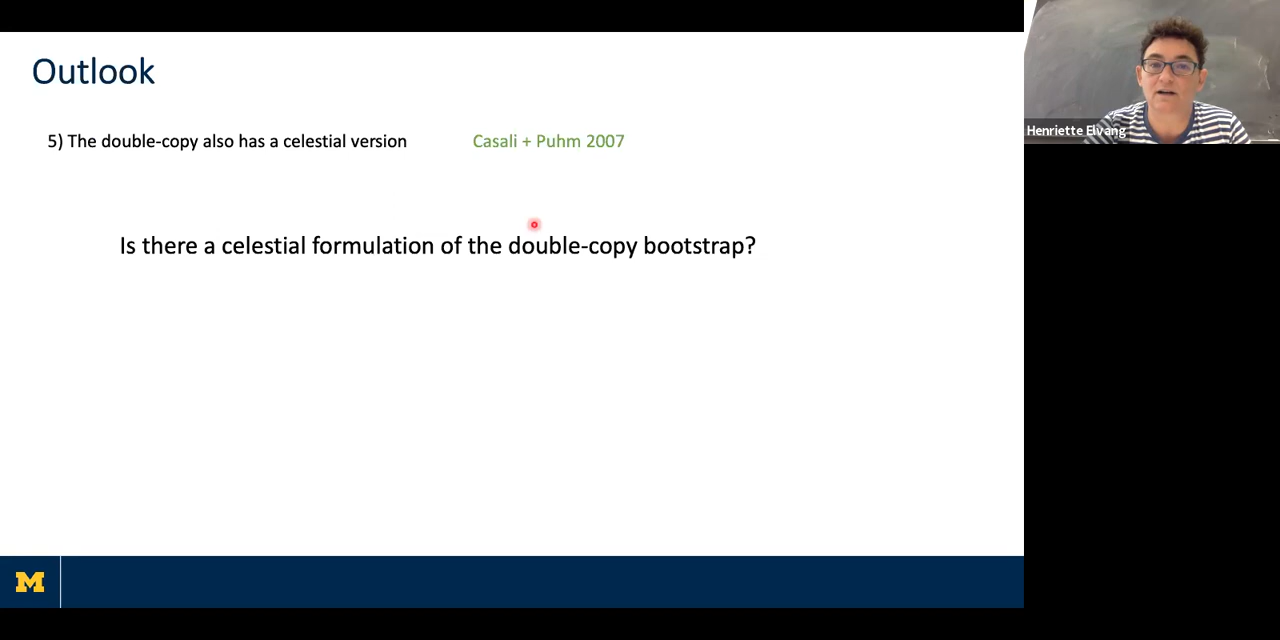 Outlook
5) The double-copy also has a celestial version Casali + Puhm 2007
Is there a celestial formulation of the double-copy bootstrap?
M
Henriette Elvang